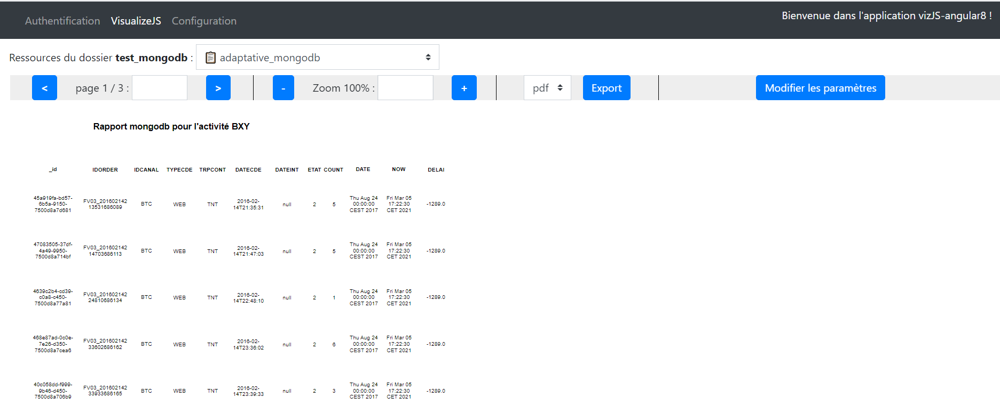 Authentification VisualizeJS Configuration Bienvenue dans l'application vizJS-angular8 !
Ressources du dossier test_mongodb : adaptative_mongodb
< page 1 / 3 : > - Zoom 100% : + pdf Export Modifier les paramètres
Rapport mongodb pour l'activité BXY
_id IDORDER IDCANAL TYPECDE TRPCONT DATECDE DATEINT ETAT COUNT DATE NOW DELAI
45a919fa-bd57- Thu Aug 24 Fri Mar 05
6b5a-9150- FV03_201602142 BTC WEB TNT 2016-02- null 2 5 00:00:00 17:22:30 -1289.0
7500d8a7d681 13531686089 14T21:35:31 CEST 2017 CET 2021
47083505-37df- Thu Aug 24 Fri Mar 05
4a49-9950- FV03_201602142 BTC WEB TNT 2016-02- null 2 5 00:00:00 17:22:30 -1289.0
7500d8a714bf 14703686113 14T21:47:03 CEST 2017 CET 2021
4639c2b4-cd39- Thu Aug 24 Fri Mar 05
c0a8-c450- FV03_201602142 BTC WEB TNT 2016-02- null 2 1 00:00:00 17:22:30 -1289.0
7500d8a77a81 24810686134 14T22:48:10 CEST 2017 CET 2021
468e87ad-0c0e- Thu Aug 24 Fri Mar 05
7e26-d350- FV03_201602142 BTC WEB TNT 2016-02- null 2 6 00:00:00 17:22:30 -1289.0
7500d8a7cea6 33602686162 14T23:36:02 CEST 2017 CET 2021
40c058dd-f999- Thu Aug 24 Fri Mar 05
9b46-d450- FV03_201602142 BTC WEB TNT 2016-02- null 2 3 00:00:00 17:22:30 -1289.0
7500d8a706b9 33933686165 14T23:39:33 CEST 2017 CET 2021